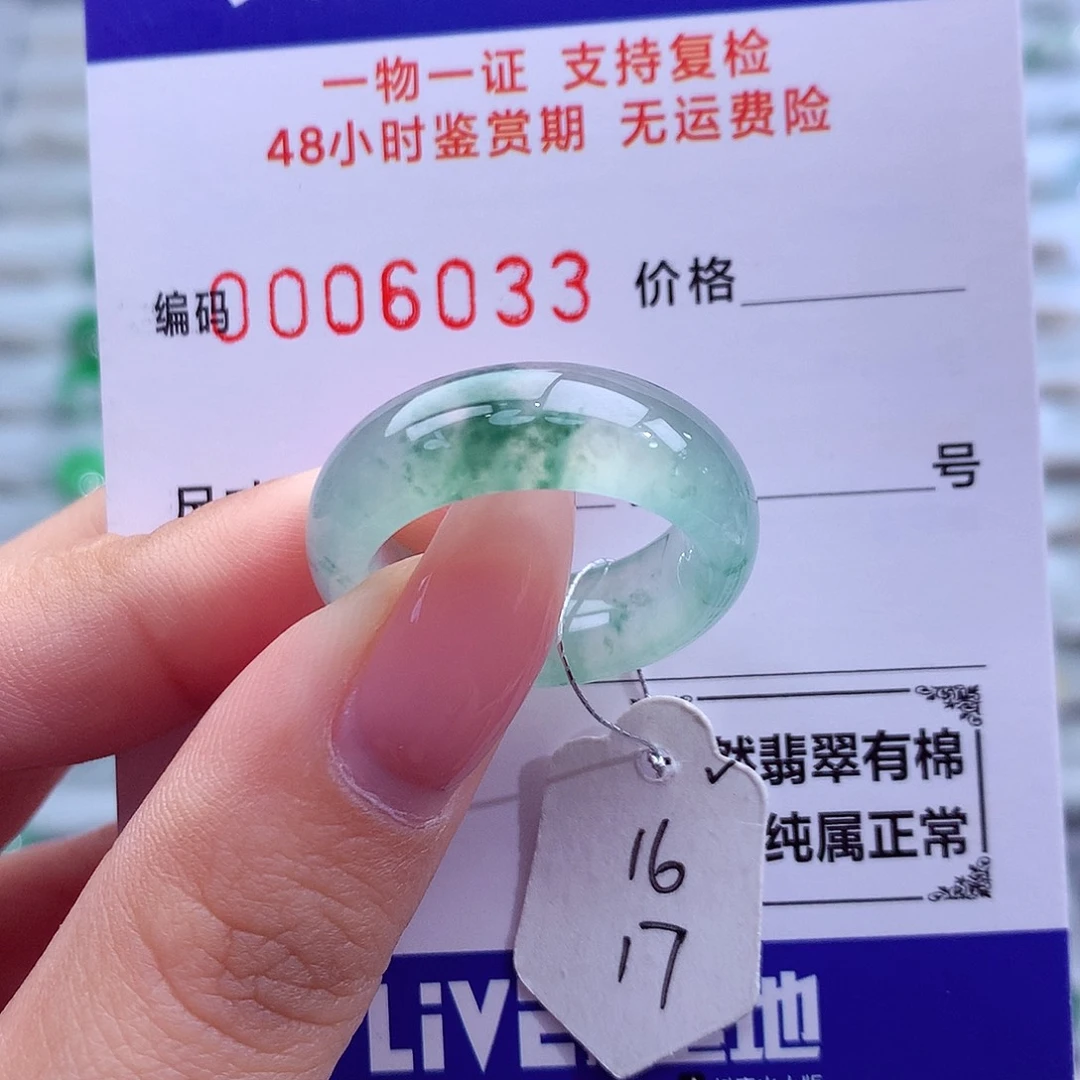 一物一证 支持复检
48小时鉴赏期 无运费险
编码0006033 价格
号
翡翠有棉
纯属正常
16
17
LiVE
地